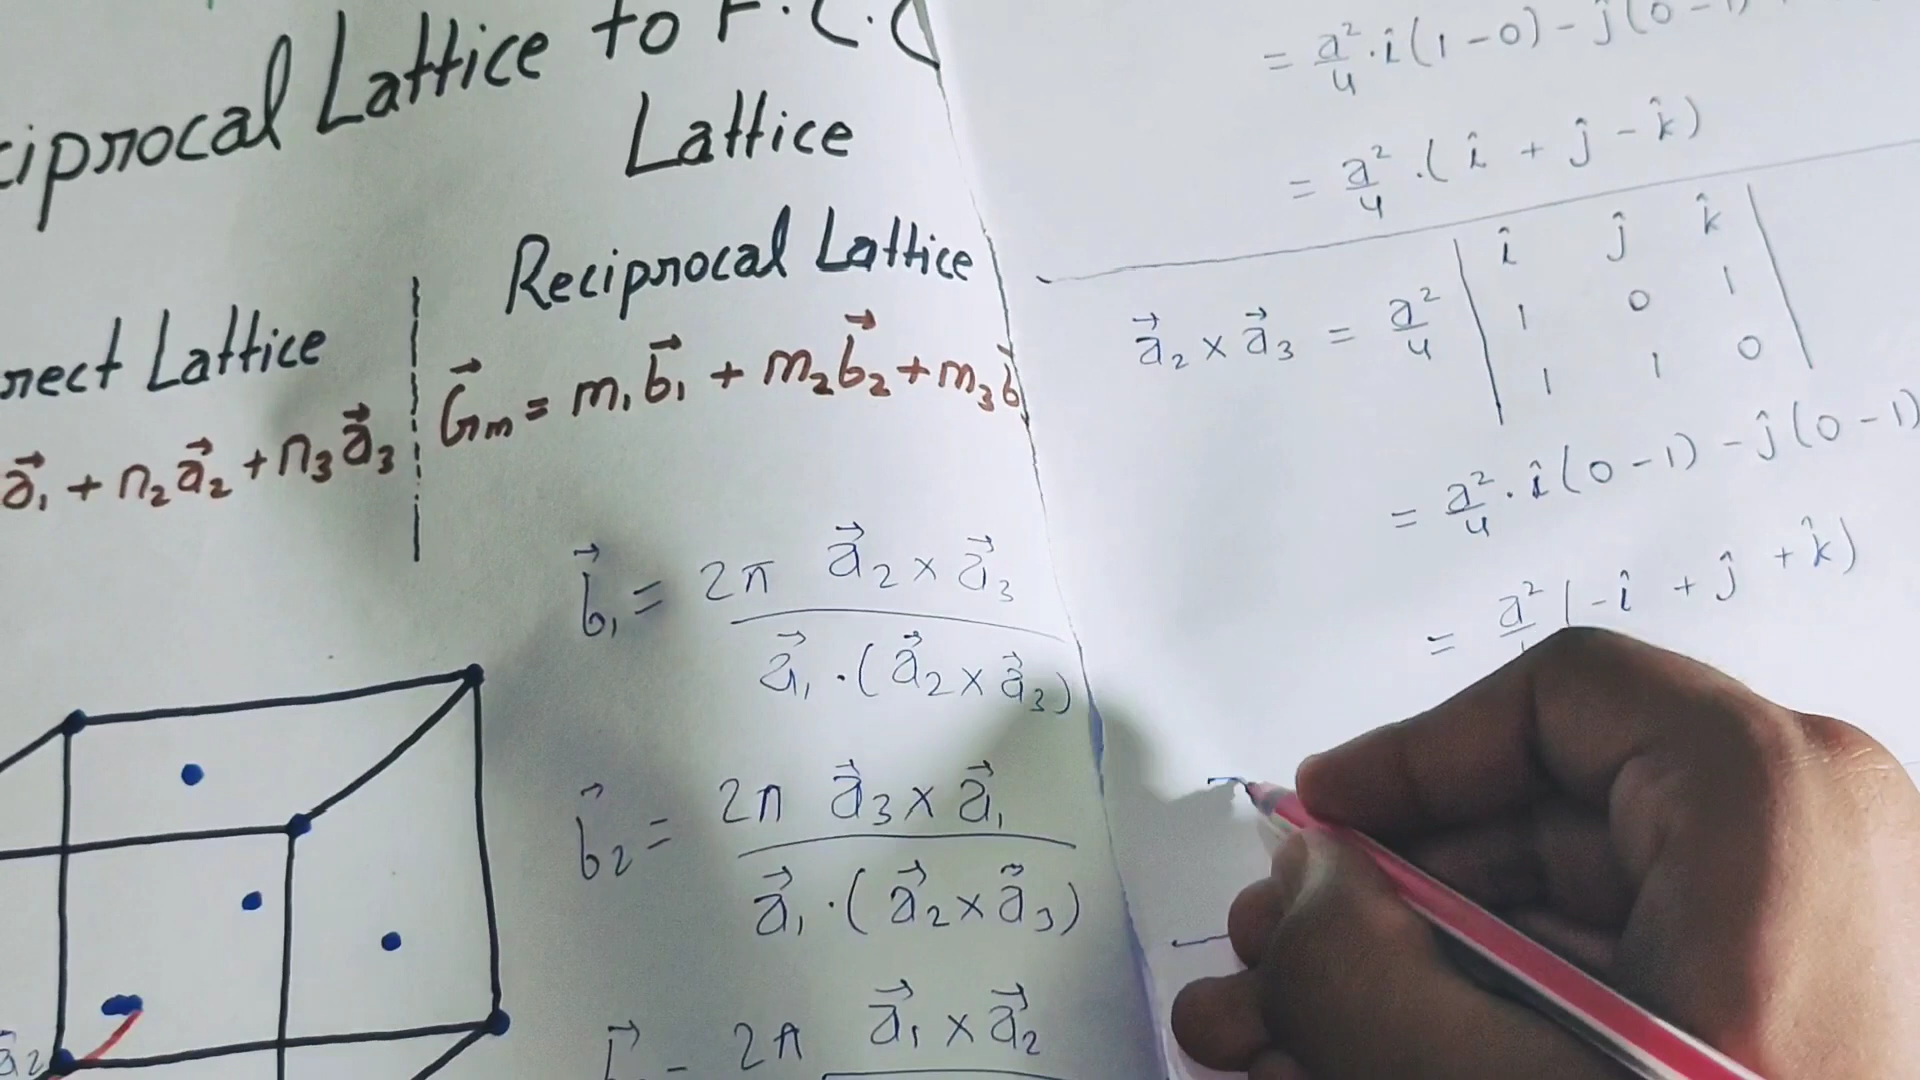 Reciprocal Lattice to F.C.C
Lattice
Direct Lattice
a⃗₁ + n₂a⃗₂ + n₃a⃗₃
Reciprocal Lattice
G⃗m = m₁b⃗₁ + m₂b⃗₂ + m₃b⃗
b⃗₁ = 2π a⃗₂ × a⃗₃
a⃗₁ · (a⃗₂ × a⃗₃)
b⃗₂ = 2π a⃗₃ × a⃗₁
a⃗₁ · (a⃗₂ × a⃗₃)
= 2π a⃗₁ × a⃗₂
a⃗₂
= a²/4 · î(1 - 0) - ĵ(0 - 1)
= a²/4 · (î + ĵ - k̂)
a⃗₂ × a⃗₃ = a²/4 | î ĵ k̂ |
1 0 1
1 1 0
= a²/4 · î(0 - 1) - ĵ(0 - 1)
= a² (-î + ĵ + k̂)